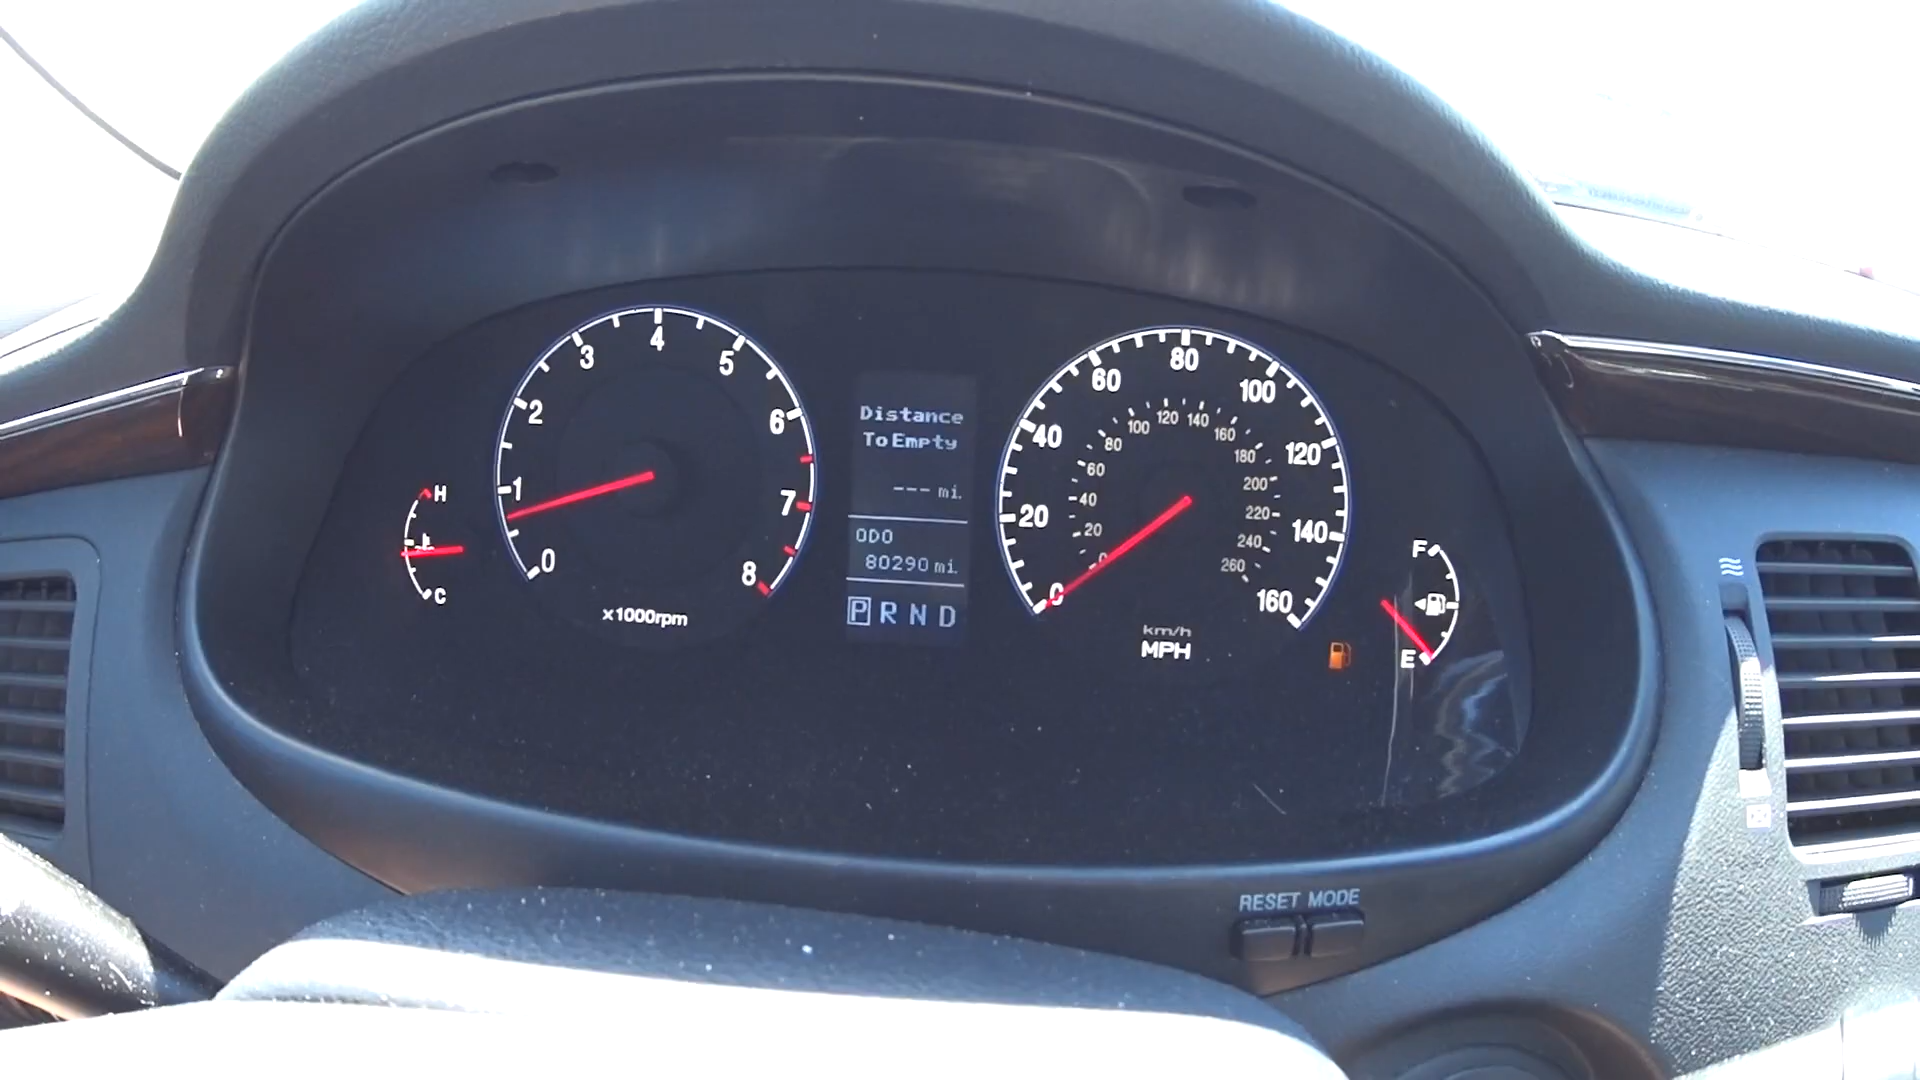 0
1
2
3
4
5
6
7
8
x1000rpm
H
C
Distance
To Empty
--- mi.
ODO
80290 mi.
P R N D
0
20
40
60
80
100
120
140
160
0
20
40
60
80
100
120
140
160
180
200
220
240
260
km/h
MPH
F
E
RESET MODE